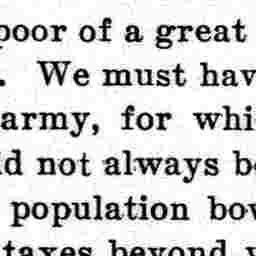 poor of a great
. We must hav
army, for whi
ld not always b
population bo
taxes beyond